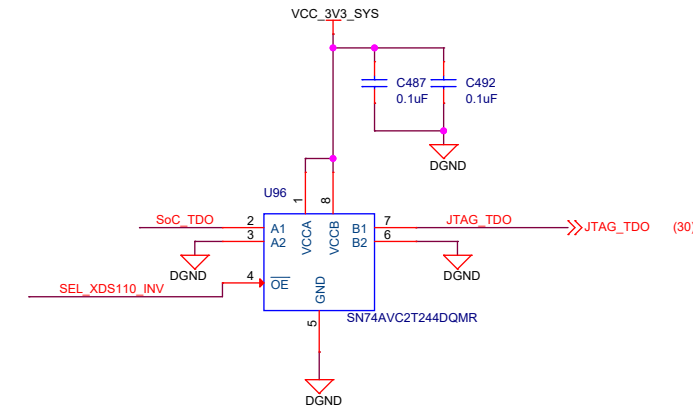 VCC_3V3_SYS
C487
C492
0.1uF
0.1uF
DGND
U96
1
8
SoC_TDO
2
A1
VCCA
VCCB
B1
7
JTAG_TDO
JTAG_TDO
(30)
3
A2
B2
6
DGND
DGND
SEL_XDS110_INV
4
OE
GND
SN74AVC2T244DQMR
5
DGND